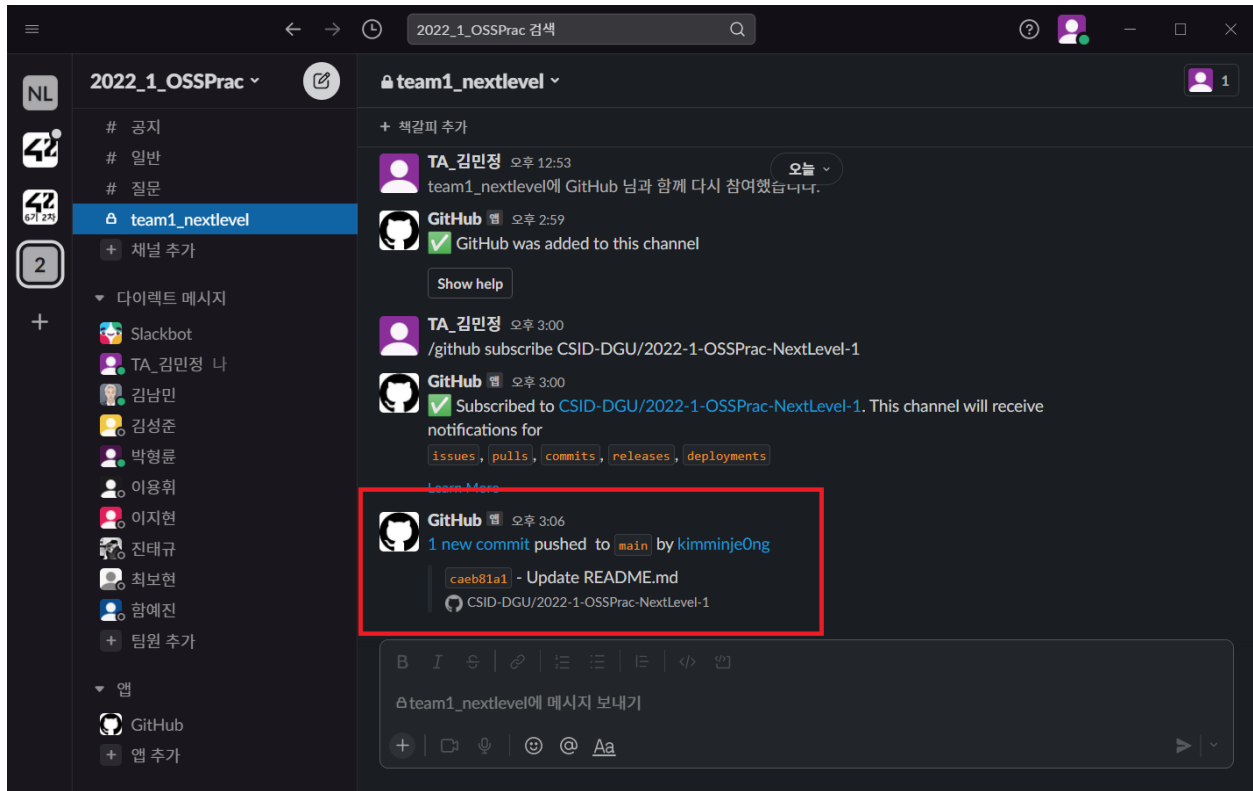 2022_1_OSSPrac 검색
NL
42
42
6기 2차
2
2022_1_OSSPrac
# 공지
# 일반
# 질문
team1_nextlevel
+ 채널 추가
다이렉트 메시지
Slackbot
TA_김민정 나
김남민
김성준
박형륜
이용휘
이지현
진태규
최보현
함예진
+ 팀원 추가
앱
GitHub
+ 앱 추가
team1_nextlevel
1
+ 책갈피 추가
오늘
TA_김민정 오후 12:53
team1_nextlevel에 GitHub 님과 함께 다시 참여했습니다.
GitHub 앱 오후 2:59
✅ GitHub was added to this channel
Show help
TA_김민정 오후 3:00
/github subscribe CSID-DGU/2022-1-OSSPrac-NextLevel-1
GitHub 앱 오후 3:00
✅ Subscribed to CSID-DGU/2022-1-OSSPrac-NextLevel-1. This channel will receive
notifications for
issues, pulls, commits, releases, deployments
Learn More
GitHub 앱 오후 3:06
1 new commit pushed to main by kimminje0ng
caeb81a1 - Update README.md
CSID-DGU/2022-1-OSSPrac-NextLevel-1
B I S
team1_nextlevel에 메시지 보내기
+ @ Aa